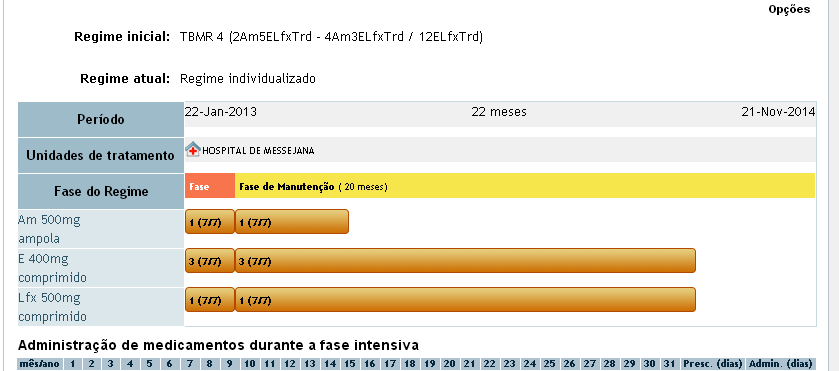 Opções
Regime inicial: TBMR 4 (2Am5ELfxTrd - 4Am3ELfxTrd / 12ELfxTrd)
Regime atual: Regime individualizado
Período 22-Jan-2013 22 meses 21-Nov-2014
Unidades de tratamento HOSPITAL DE MESSEJANA
Fase do Regime Fase Fase de Manutenção ( 20 meses)
Am 500mg
ampola
1 (7/7) 1 (7/7)
E 400mg
comprimido
3 (7/7) 3 (7/7)
Lfx 500mg
comprimido
1 (7/7) 1 (7/7)
Administração de medicamentos durante a fase intensiva
mês/ano 1 2 3 4 5 6 7 8 9 10 11 12 13 14 15 16 17 18 19 20 21 22 23 24 25 26 27 28 29 30 31 Presc. (dias) Admin. (dias)